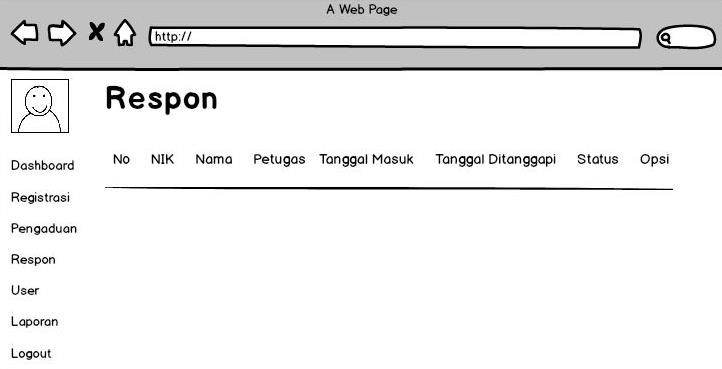 A Web Page
http://
Respon
No NIK Nama Petugas Tanggal Masuk Tanggal Ditanggapi Status Opsi
Dashboard
Registrasi
Pengaduan
Respon
User
Laporan
Logout